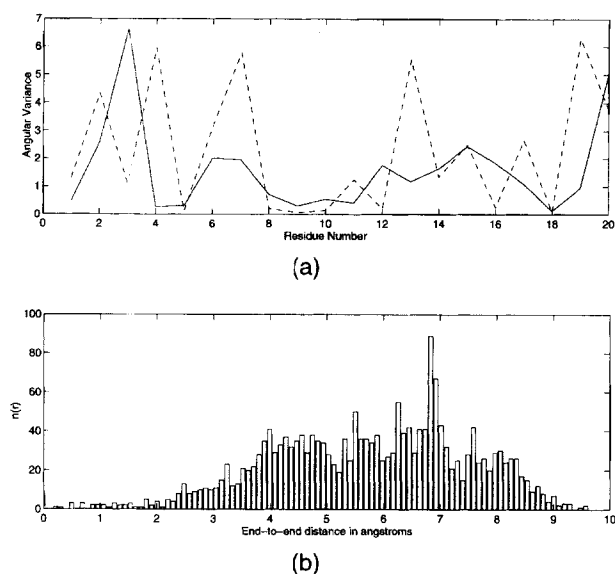 7
6
5
4
3
2
1
0
Angular Variance
0 2 4 6 8 10 12 14 16 18 20
Residue Number
(a)
100
80
60
40
20
0
n(r)
0 1 2 3 4 5 6 7 8 9 10
End-to-end distance in angstroms
(b)